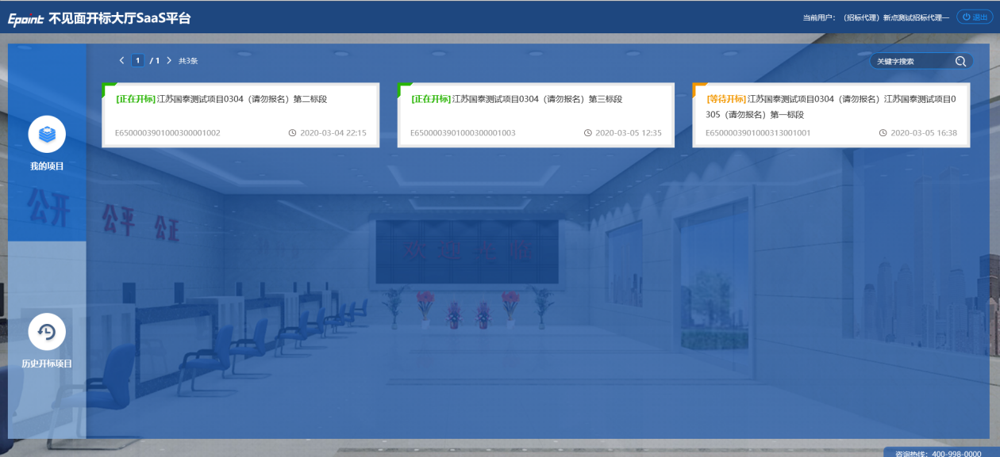 Epoint 不见面开标大厅SaaS平台
当前用户：（招标代理）新点测试招标代理一
退出
1 / 1 共3条
关键字搜索
[正在开标]江苏国泰测试项目0304（请勿报名）第二标段
E6500003901000300001002 2020-03-04 22:15
[正在开标]江苏国泰测试项目0304（请勿报名）第三标段
E6500003901000300001003 2020-03-05 12:35
[等待开标]江苏国泰测试项目0304（请勿报名）江苏国泰测试项目0
305（请勿报名）第一标段
E6500003901000313001001 2020-03-05 16:38
我的项目
公开 公平 公正
欢迎光临
历史开标项目
咨询热线：400-998-0000